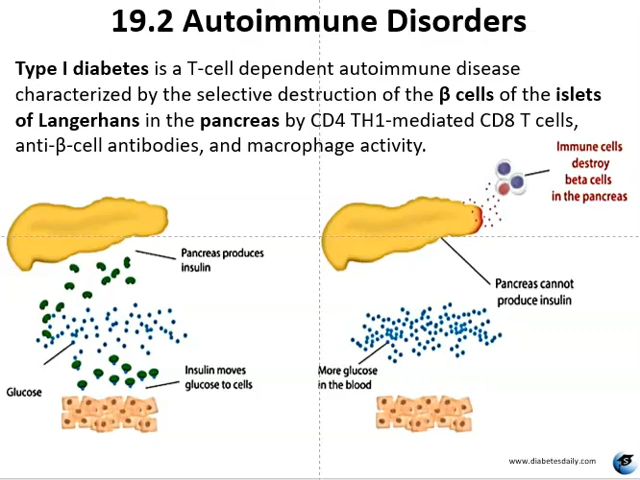 19.2 Autoimmune Disorders
Type I diabetes is a T-cell dependent autoimmune disease
characterized by the selective destruction of the β cells of the islets
of Langerhans in the pancreas by CD4 TH1-mediated CD8 T cells,
anti-β-cell antibodies, and macrophage activity.
Immune cells
destroy
beta cells
in the pancreas
Pancreas produces
insulin
Pancreas cannot
produce insulin
Glucose
Insulin moves
glucose to cells
More glucose
in the blood
www.diabetesdaily.com
S